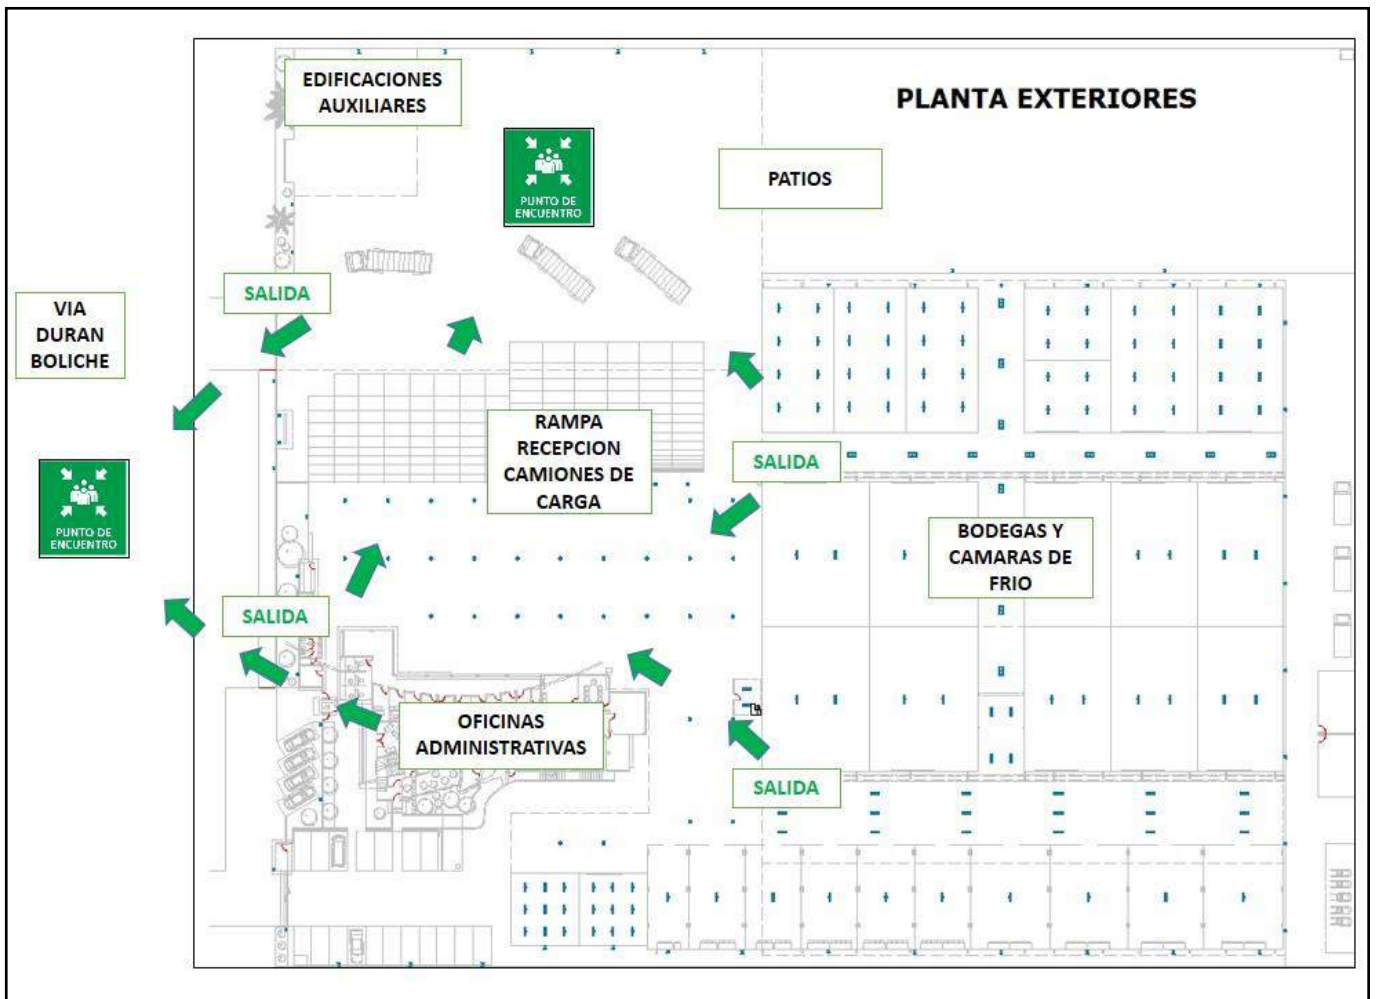 EDIFICACIONES
AUXILIARES
PLANTA EXTERIORES
PUNTO DE
ENCUENTRO
PATIOS
SALIDA
VIA
DURAN
BOLICHE
RAMPA
RECEPCION
CAMIONES DE
CARGA
SALIDA
PUNTO DE
ENCUENTRO
BODEGAS Y
CAMARAS DE
FRIO
SALIDA
OFICINAS
ADMINISTRATIVAS
SALIDA